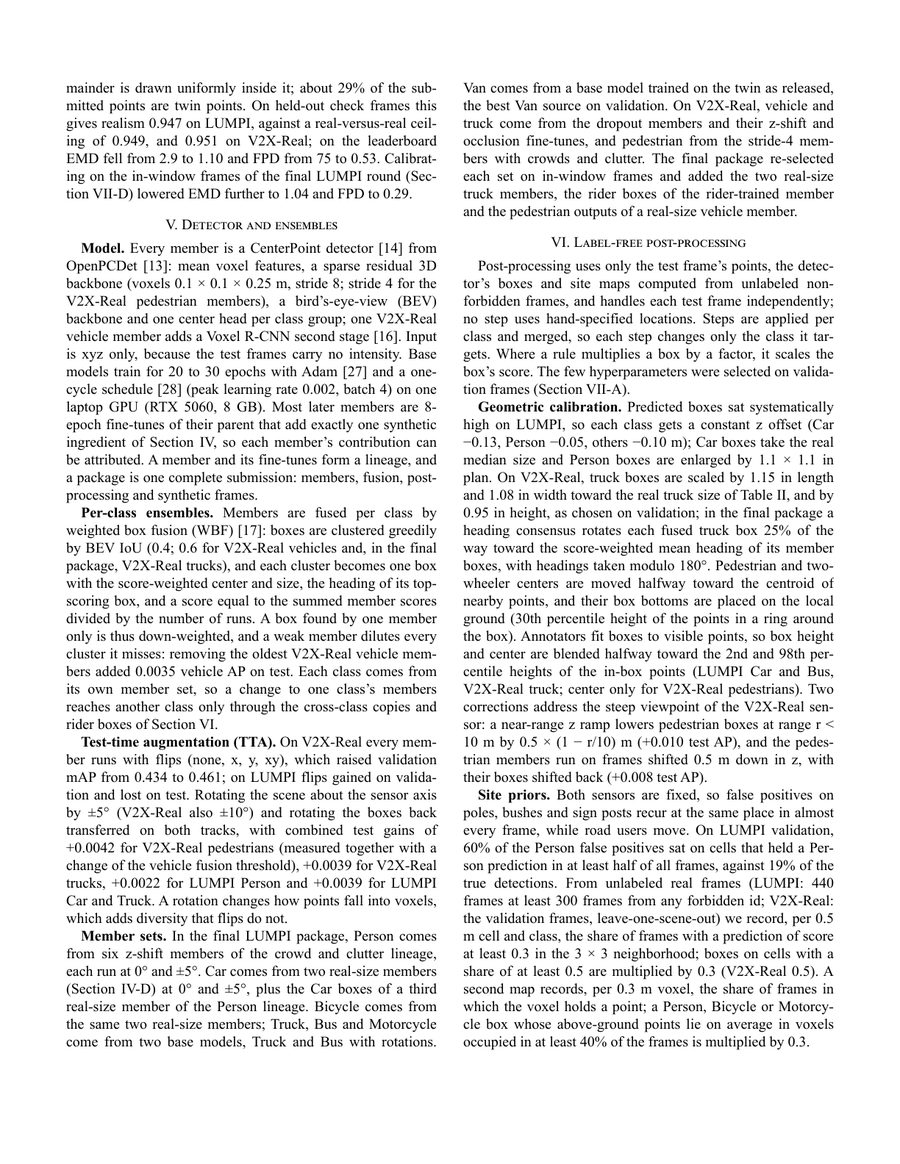 mainder is drawn uniformly inside it; about 29% of the sub-
mitted points are twin points. On held-out check frames this
gives realism 0.947 on LUMPI, against a real-versus-real ceil-
ing of 0.949, and 0.951 on V2X-Real; on the leaderboard
EMD fell from 2.9 to 1.10 and FPD from 75 to 0.53. Calibrat-
ing on the in-window frames of the final LUMPI round (Sec-
tion VII-D) lowered EMD further to 1.04 and FPD to 0.29.
V. Detector and ensembles
Model. Every member is a CenterPoint detector [14] from
OpenPCDet [13]: mean voxel features, a sparse residual 3D
backbone (voxels 0.1 × 0.1 × 0.25 m, stride 8; stride 4 for the
V2X-Real pedestrian members), a bird's-eye-view (BEV)
backbone and one center head per class group; one V2X-Real
vehicle member adds a Voxel R-CNN second stage [16]. Input
is xyz only, because the test frames carry no intensity. Base
models train for 20 to 30 epochs with Adam [27] and a one-
cycle schedule [28] (peak learning rate 0.002, batch 4) on one
laptop GPU (RTX 5060, 8 GB). Most later members are 8-
epoch fine-tunes of their parent that add exactly one synthetic
ingredient of Section IV, so each member's contribution can
be attributed. A member and its fine-tunes form a lineage, and
a package is one complete submission: members, fusion, post-
processing and synthetic frames.
Per-class ensembles. Members are fused per class by
weighted box fusion (WBF) [17]: boxes are clustered greedily
by BEV IoU (0.4; 0.6 for V2X-Real vehicles and, in the final
package, V2X-Real trucks), and each cluster becomes one box
with the score-weighted center and size, the heading of its top-
scoring box, and a score equal to the summed member scores
divided by the number of runs. A box found by one member
only is thus down-weighted, and a weak member dilutes every
cluster it misses: removing the oldest V2X-Real vehicle mem-
bers added 0.0035 vehicle AP on test. Each class comes from
its own member set, so a change to one class's members
reaches another class only through the cross-class copies and
rider boxes of Section VI.
Test-time augmentation (TTA). On V2X-Real every mem-
ber runs with flips (none, x, y, xy), which raised validation
mAP from 0.434 to 0.461; on LUMPI flips gained on valida-
tion and lost on test. Rotating the scene about the sensor axis
by ±5° (V2X-Real also ±10°) and rotating the boxes back
transferred on both tracks, with combined test gains of
+0.0042 for V2X-Real pedestrians (measured together with a
change of the vehicle fusion threshold), +0.0039 for V2X-Real
trucks, +0.0022 for LUMPI Person and +0.0039 for LUMPI
Car and Truck. A rotation changes how points fall into voxels,
which adds diversity that flips do not.
Member sets. In the final LUMPI package, Person comes
from six z-shift members of the crowd and clutter lineage,
each run at 0° and ±5°. Car comes from two real-size members
(Section IV-D) at 0° and ±5°, plus the Car boxes of a third
real-size member of the Person lineage. Bicycle comes from
the same two real-size members; Truck, Bus and Motorcycle
come from two base models, Truck and Bus with rotations.
Van comes from a base model trained on the twin as released,
the best Van source on validation. On V2X-Real, vehicle and
truck come from the dropout members and their z-shift and
occlusion fine-tunes, and pedestrian from the stride-4 mem-
bers with crowds and clutter. The final package re-selected
each set on in-window frames and added the two real-size
truck members, the rider boxes of the rider-trained member
and the pedestrian outputs of a real-size vehicle member.
VI. Label-free post-processing
Post-processing uses only the test frame's points, the detec-
tor's boxes and site maps computed from unlabeled non-
forbidden frames, and handles each test frame independently;
no step uses hand-specified locations. Steps are applied per
class and merged, so each step changes only the class it tar-
gets. Where a rule multiplies a box by a factor, it scales the
box's score. The few hyperparameters were selected on valida-
tion frames (Section VII-A).
Geometric calibration. Predicted boxes sat systematically
high on LUMPI, so each class gets a constant z offset (Car
−0.13, Person −0.05, others −0.10 m); Car boxes take the real
median size and Person boxes are enlarged by 1.1 × 1.1 in
plan. On V2X-Real, truck boxes are scaled by 1.15 in length
and 1.08 in width toward the real truck size of Table II, and by
0.95 in height, as chosen on validation; in the final package a
heading consensus rotates each fused truck box 25% of the
way toward the score-weighted mean heading of its member
boxes, with headings taken modulo 180°. Pedestrian and two-
wheeler centers are moved halfway toward the centroid of
nearby points, and their box bottoms are placed on the local
ground (30th percentile height of the points in a ring around
the box). Annotators fit boxes to visible points, so box height
and center are blended halfway toward the 2nd and 98th per-
centile heights of the in-box points (LUMPI Car and Bus,
V2X-Real truck; center only for V2X-Real pedestrians). Two
corrections address the steep viewpoint of the V2X-Real sen-
sor: a near-range z ramp lowers pedestrian boxes at range r <
10 m by 0.5 × (1 − r/10) m (+0.010 test AP), and the pedes-
trian members run on frames shifted 0.5 m down in z, with
their boxes shifted back (+0.008 test AP).
Site priors. Both sensors are fixed, so false positives on
poles, bushes and sign posts recur at the same place in almost
every frame, while road users move. On LUMPI validation,
60% of the Person false positives sat on cells that held a Per-
son prediction in at least half of all frames, against 19% of the
true detections. From unlabeled real frames (LUMPI: 440
frames at least 300 frames from any forbidden id; V2X-Real:
the validation frames, leave-one-scene-out) we record, per 0.5
m cell and class, the share of frames with a prediction of score
at least 0.3 in the 3 × 3 neighborhood; boxes on cells with a
share of at least 0.5 are multiplied by 0.3 (V2X-Real 0.5). A
second map records, per 0.3 m voxel, the share of frames in
which the voxel holds a point; a Person, Bicycle or Motorcy-
cle box whose above-ground points lie on average in voxels
occupied in at least 40% of the frames is multiplied by 0.3.